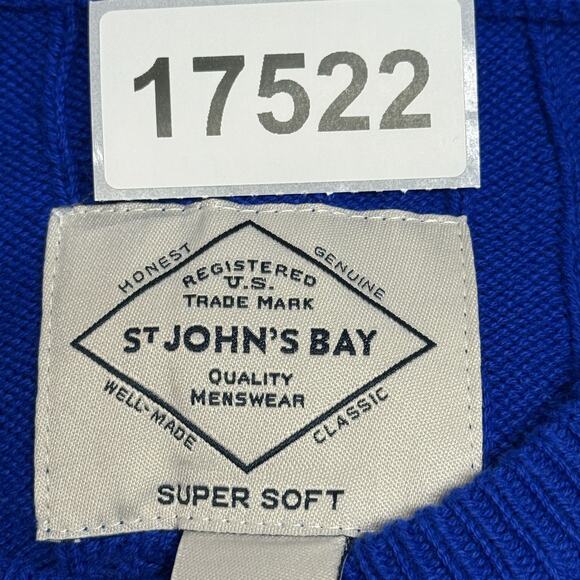 17522
HONEST
GENUINE
REGISTERED
U.S.
TRADE MARK
ST JOHN'S BAY
QUALITY
MENSWEAR
WELL-MADE
CLASSIC
SUPER SOFT